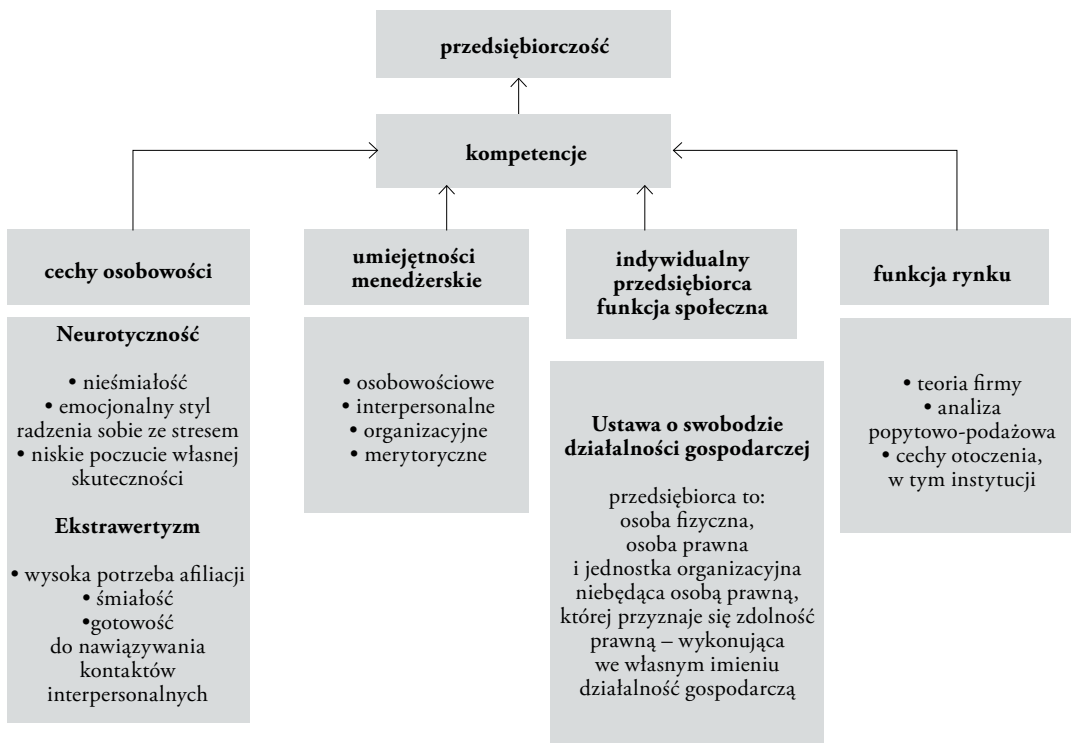 przedsiębiorczość
kompetencje
cechy osobowości
Neurotyczność
• nieśmiałość
• emocjonalny styl
radzenia sobie ze stresem
• niskie poczucie własnej
skuteczności
Ekstrawertyzm
• wysoka potrzeba afiliacji
• śmiałość
•gotowość
do nawiązywania
kontaktów
interpersonalnych
umiejętności
menedżerskie
• osobowościowe
• interpersonalne
• organizacyjne
• merytoryczne
indywidualny
przedsiębiorca
funkcja społeczna
Ustawa o swobodzie
działalności gospodarczej
przedsiębiorca to:
osoba fizyczna,
osoba prawna
i jednostka organizacyjna
niebędąca osobą prawną,
której przyznaje się zdolność
prawną – wykonująca
we własnym imieniu
działalność gospodarczą
funkcja rynku
• teoria firmy
• analiza
popytowo-podażowa
• cechy otoczenia,
w tym instytucji